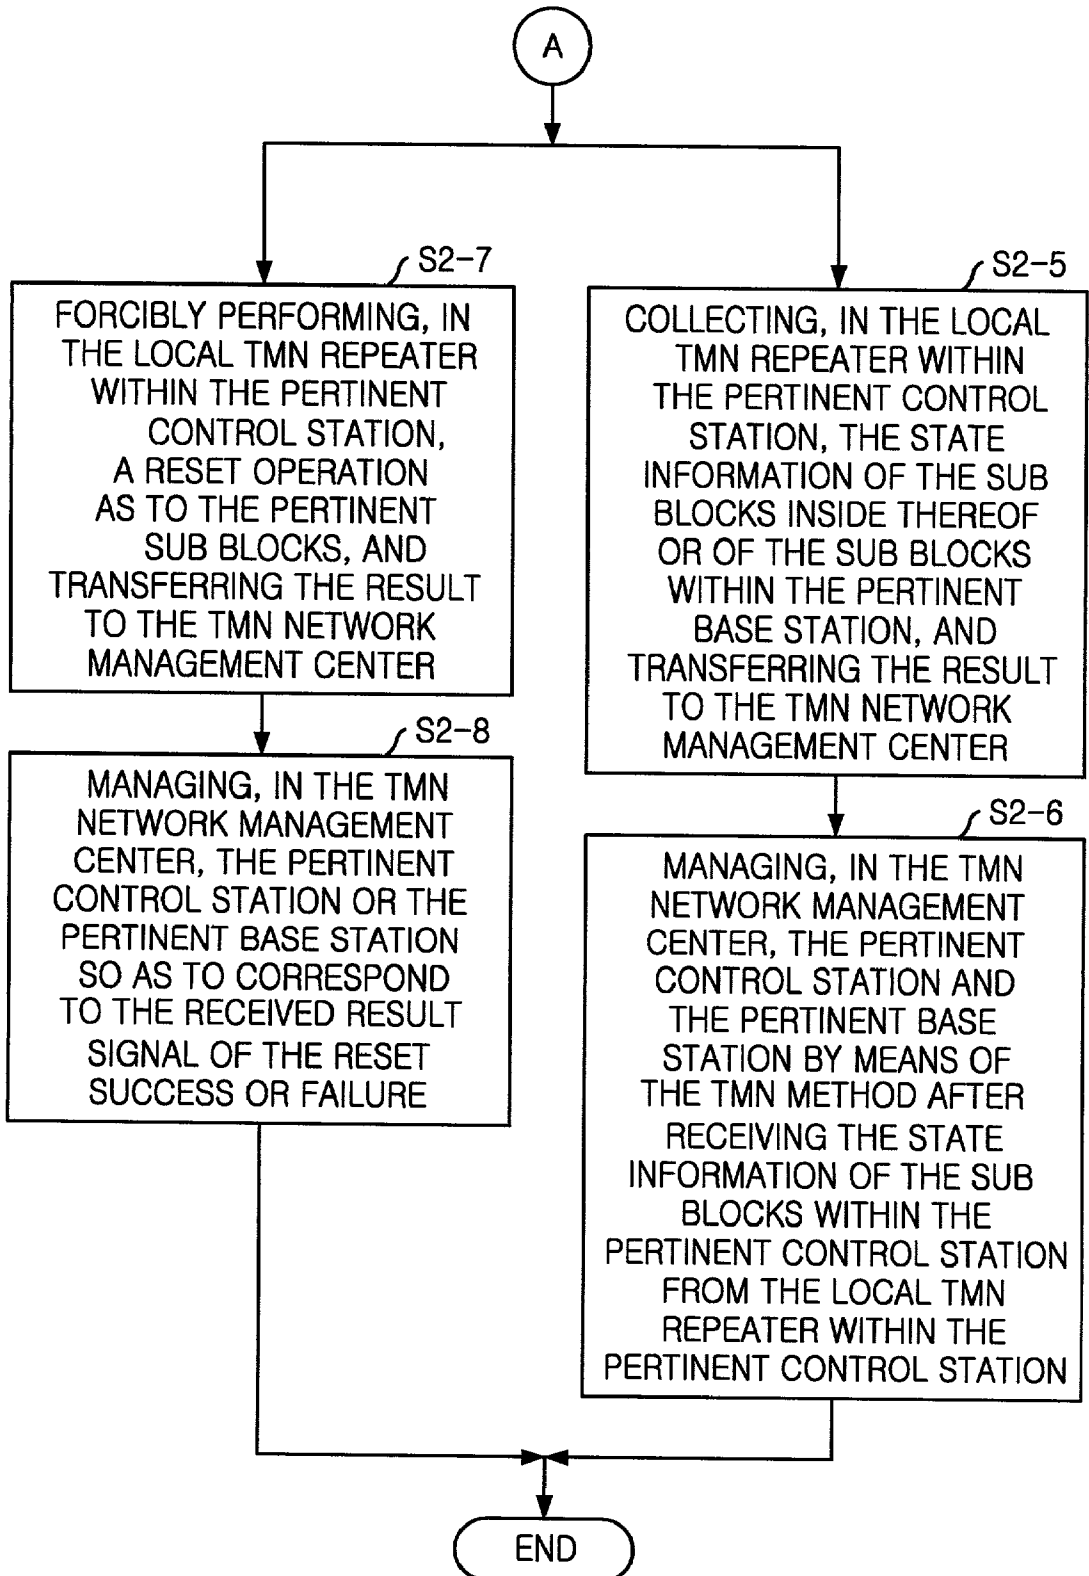 A
S2-7
FORCIBLY PERFORMING, IN
THE LOCAL TMN REPEATER
WITHIN THE PERTINENT
CONTROL STATION,
A RESET OPERATION
AS TO THE PERTINENT
SUB BLOCKS, AND
TRANSFERRING THE RESULT
TO THE TMN NETWORK
MANAGEMENT CENTER
S2-8
MANAGING, IN THE TMN
NETWORK MANAGEMENT
CENTER, THE PERTINENT
CONTROL STATION OR THE
PERTINENT BASE STATION
SO AS TO CORRESPOND
TO THE RECEIVED RESULT
SIGNAL OF THE RESET
SUCCESS OR FAILURE
S2-5
COLLECTING, IN THE LOCAL
TMN REPEATER WITHIN
THE PERTINENT CONTROL
STATION, THE STATE
INFORMATION OF THE SUB
BLOCKS INSIDE THEREOF
OR OF THE SUB BLOCKS
WITHIN THE PERTINENT
BASE STATION, AND
TRANSFERRING THE RESULT
TO THE TMN NETWORK
MANAGEMENT CENTER
S2-6
MANAGING, IN THE TMN
NETWORK MANAGEMENT
CENTER, THE PERTINENT
CONTROL STATION AND
THE PERTINENT BASE
STATION BY MEANS OF
THE TMN METHOD AFTER
RECEIVING THE STATE
INFORMATION OF THE SUB
BLOCKS WITHIN THE
PERTINENT CONTROL STATION
FROM THE LOCAL TMN
REPEATER WITHIN THE
PERTINENT CONTROL STATION
END